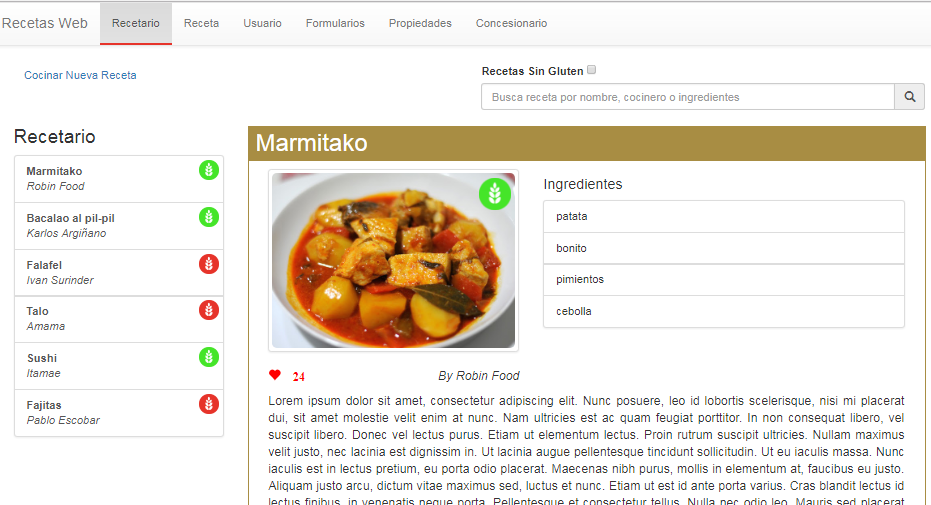 Recetas Web Recetario Receta Usuario Formularios Propiedades Concesionario
Cocinar Nueva Receta
Recetas Sin Gluten
Busca receta por nombre, cocinero o ingredientes
Recetario
Marmitako
Robin Food
Bacalao al pil-pil
Karlos Argiñano
Falafel
Ivan Surinder
Talo
Amama
Sushi
Itamae
Fajitas
Pablo Escobar
Marmitako
Ingredientes
patata
bonito
pimientos
cebolla
24 By Robin Food
Lorem ipsum dolor sit amet, consectetur adipiscing elit. Nunc posuere, leo id lobortis scelerisque, nisi mi placerat
dui, sit amet molestie velit enim at nunc. Nam ultricies est ac quam feugiat porttitor. In non consequat libero, vel
suscipit libero. Donec vel lectus purus. Etiam ut elementum lectus. Proin rutrum suscipit ultricies. Nullam maximus
velit justo, nec lacinia est dignissim in. Ut lacinia augue pellentesque tincidunt sollicitudin. Ut eu iaculis massa. Nunc
iaculis est in lectus pretium, eu porta odio placerat. Maecenas nibh purus, mollis in elementum at, faucibus eu justo.
Aliquam justo arcu, dictum vitae maximus sed, luctus et nunc. Etiam ut est id ante porta varius. Cras blandit lectus id
lectus finibus, in venenatis neque porta. Pellentesque et consectetur tellus. Nulla nec odio leo. Mauris sed placerat